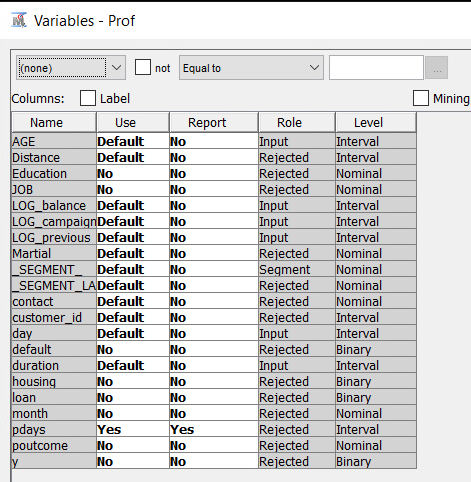 Variables - Prof
(none) not Equal to ...
Columns: Label Mining
Name Use Report Role Level
AGE Default No Input Interval
Distance Default No Rejected Interval
Education No No Rejected Nominal
JOB No No Rejected Nominal
LOG_balance Default No Input Interval
LOG_campaign Default No Input Interval
LOG_previous Default No Input Interval
Martial Default No Rejected Nominal
_SEGMENT_ Default No Segment Nominal
_SEGMENT_LA Default No Rejected Nominal
contact Default No Rejected Nominal
customer_id Default No Rejected Interval
day Default No Input Interval
default No No Rejected Binary
duration Default No Input Interval
housing No No Rejected Binary
loan No No Rejected Binary
month No No Rejected Nominal
pdays Yes Yes Rejected Interval
poutcome No No Rejected Nominal
y No No Rejected Binary